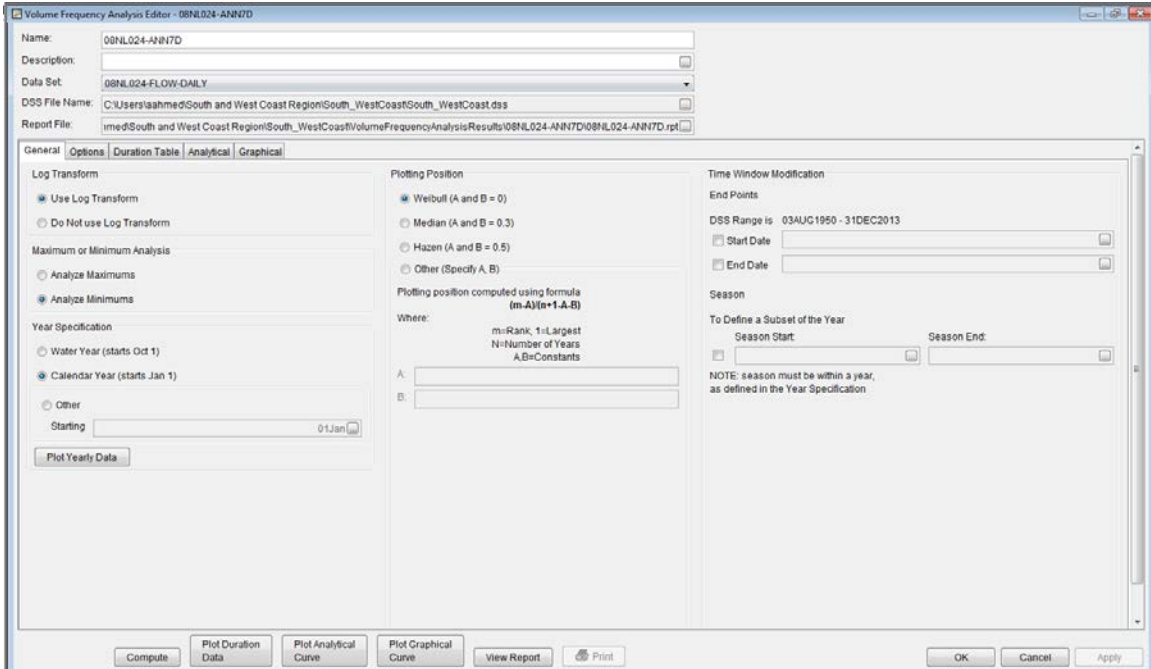 Volume Frequency Analysis Editor - 08NL024-ANN7D
Name: 08NL024-ANN7D
Description:
Data Set: 08NL024-FLOW-DAILY
DSS File Name: C:\Users\aahmed\South and West Coast Region\South_WestCoast\South_WestCoast.dss
Report File: ımed\South and West Coast Region\South_WestCoast\VolumeFrequencyAnalysisResults\08NL024-ANN7D\08NL024-ANN7D.rpt
General Options Duration Table Analytical Graphical
Log Transform
Use Log Transform
Do Not use Log Transform
Maximum or Minimum Analysis
Analyze Maximums
Analyze Minimums
Year Specification
Water Year (starts Oct 1)
Calendar Year (starts Jan 1)
Other
Starting 01Jan
Plot Yearly Data
Plotting Position
Weibull (A and B = 0)
Median (A and B = 0.3)
Hazen (A and B = 0.5)
Other (Specify A, B)
Plotting position computed using formula
(m-A)/(n+1-A-B)
Where:
m=Rank, 1=Largest
N=Number of Years
A,B=Constants
A:
B:
Time Window Modification
End Points
DSS Range is 03AUG1950 - 31DEC2013
Start Date
End Date
Season
To Define a Subset of the Year
Season Start: Season End:
NOTE: season must be within a year,
as defined in the Year Specification
Compute
Plot Duration
Data
Plot Analytical
Curve
Plot Graphical
Curve
View Report
Print
OK
Cancel
Apply